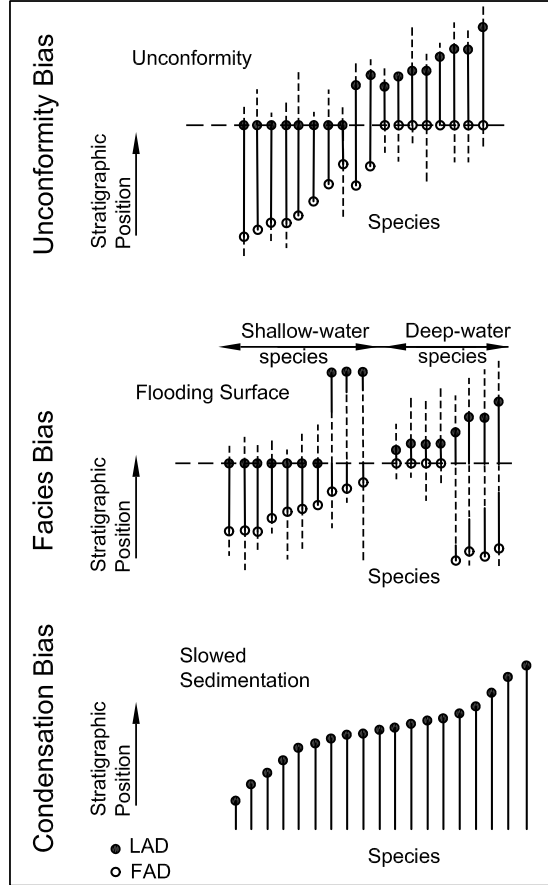 Unconformity Bias
Unconformity
Stratigraphic
Position
Species
Shallow-water
species
Deep-water
species
Flooding Surface
Facies Bias
Stratigraphic
Position
Species
Condensation Bias
Slowed
Sedimentation
Stratigraphic
Position
LAD
FAD
Species